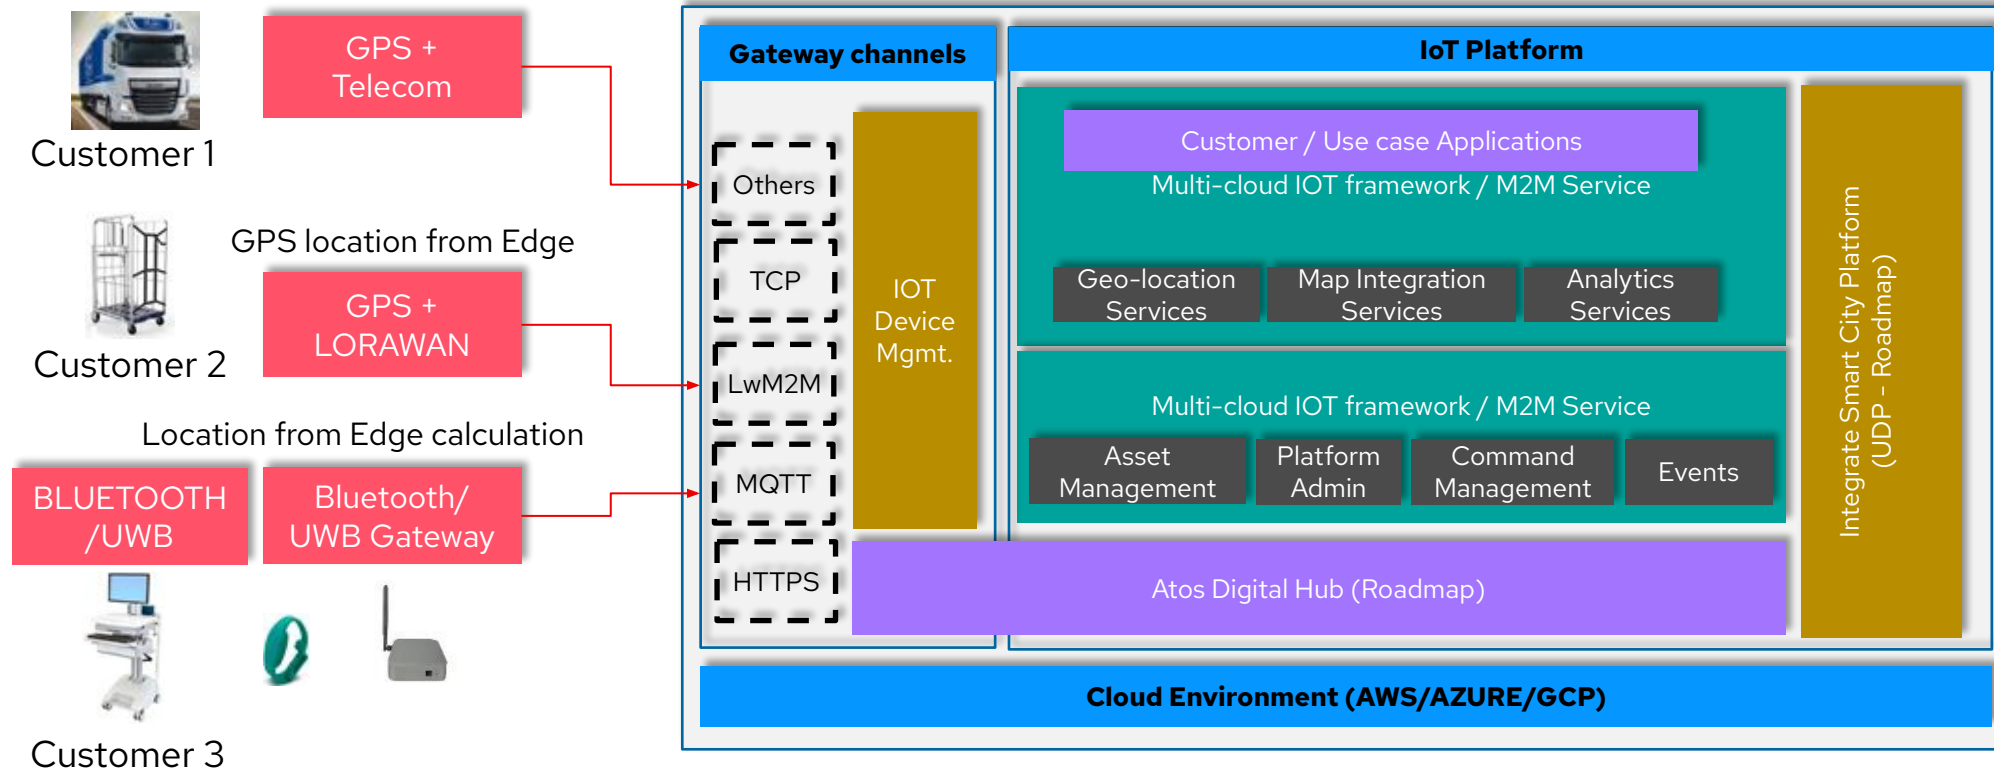 GPS +
Telecom
Customer 1
GPS location from Edge
GPS +
LORAWAN
Customer 2
Location from Edge calculation
BLUETOOTH
/UWB
Bluetooth/
UWB Gateway
Customer 3
Gateway channels
Others
TCP
LwM2M
MQTT
HTTPS
IOT
Device
Mgmt.
IoT Platform
Customer / Use case Applications
Multi-cloud IOT framework / M2M Service
Geo-location
Services
Map Integration
Services
Analytics
Services
Multi-cloud IOT framework / M2M Service
Asset
Management
Platform
Admin
Command
Management
Events
Atos Digital Hub (Roadmap)
Integrate Smart City Platform
(UDP - Roadmap)
Cloud Environment (AWS/AZURE/GCP)